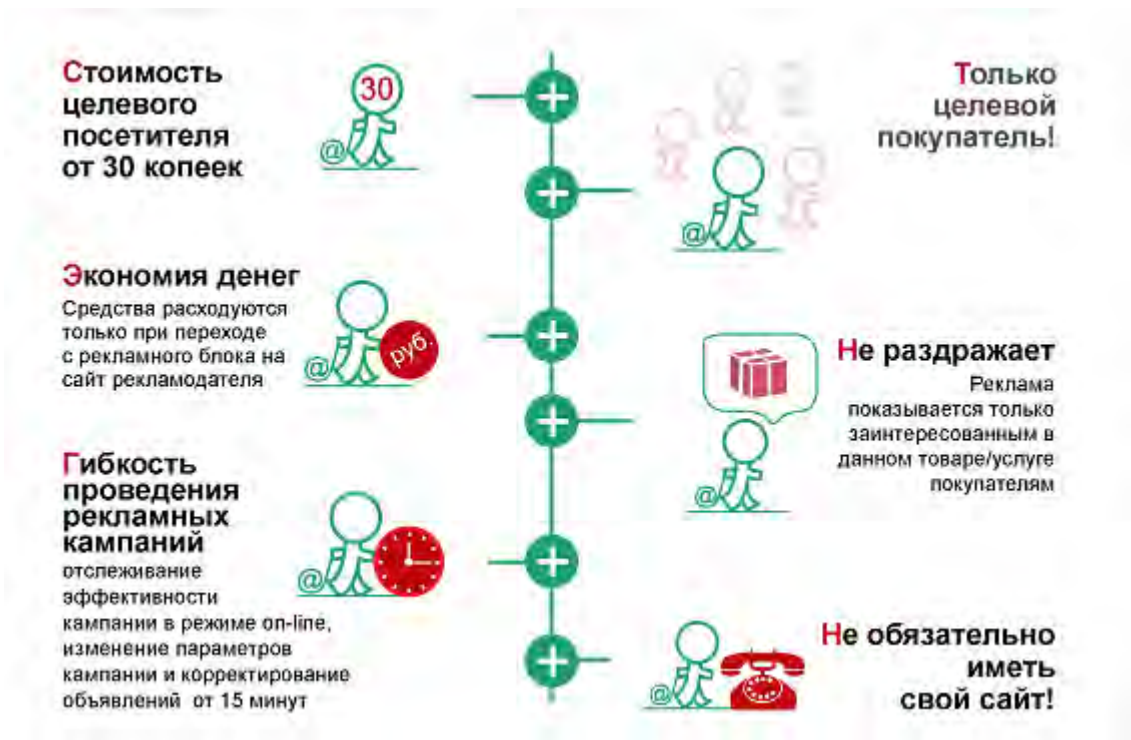 Стоимость
целевого
посетителя
от 30 копеек
30
@
Только
целевой
покупатель!
@
Экономия денег
Средства расходуются
только при переходе
с рекламного блока на
сайт рекламодателя
руб.
@
Не раздражает
Реклама
показывается только
заинтересованным в
данном товаре/услуге
покупателям
@
Гибкость
проведения
рекламных
кампаний
отслеживание
эффективности
кампании в режиме on-line,
изменение параметров
кампании и корректирование
объявлений от 15 минут
@
Не обязательно
иметь
свой сайт!
@